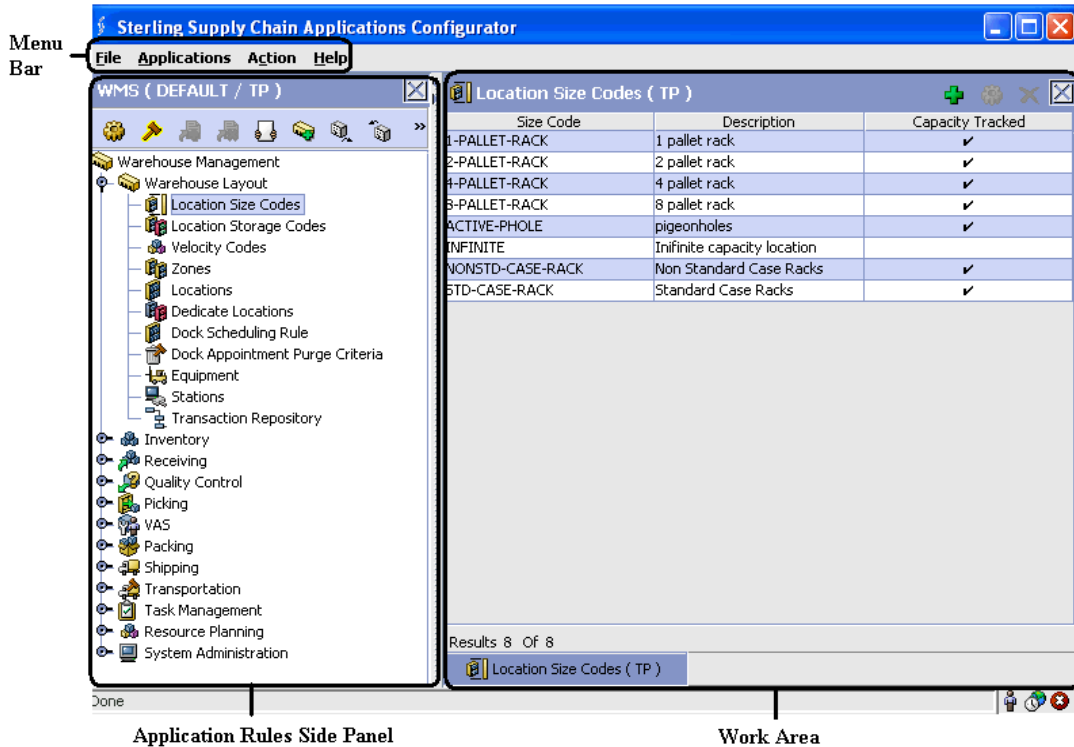 Sterling Supply Chain Applications Configurator
Menu
Bar
File Applications Action Help
WMS ( DEFAULT / TP )
»
Warehouse Management
Warehouse Layout
Location Size Codes
Location Storage Codes
Velocity Codes
Zones
Locations
Dedicate Locations
Dock Scheduling Rule
Dock Appointment Purge Criteria
Equipment
Stations
Transaction Repository
Inventory
Receiving
Quality Control
Picking
VAS
Packing
Shipping
Transportation
Task Management
Resource Planning
System Administration
Location Size Codes ( TP )
Size Code Description Capacity Tracked
1-PALLET-RACK 1 pallet rack ✔
2-PALLET-RACK 2 pallet rack ✔
4-PALLET-RACK 4 pallet rack ✔
8-PALLET-RACK 8 pallet rack ✔
ACTIVE-PHOLE pigeonholes ✔
INFINITE Inifinite capacity location
NONSTD-CASE-RACK Non Standard Case Racks ✔
STD-CASE-RACK Standard Case Racks ✔
Results 8 Of 8
Location Size Codes ( TP )
Done
Application Rules Side Panel
Work Area